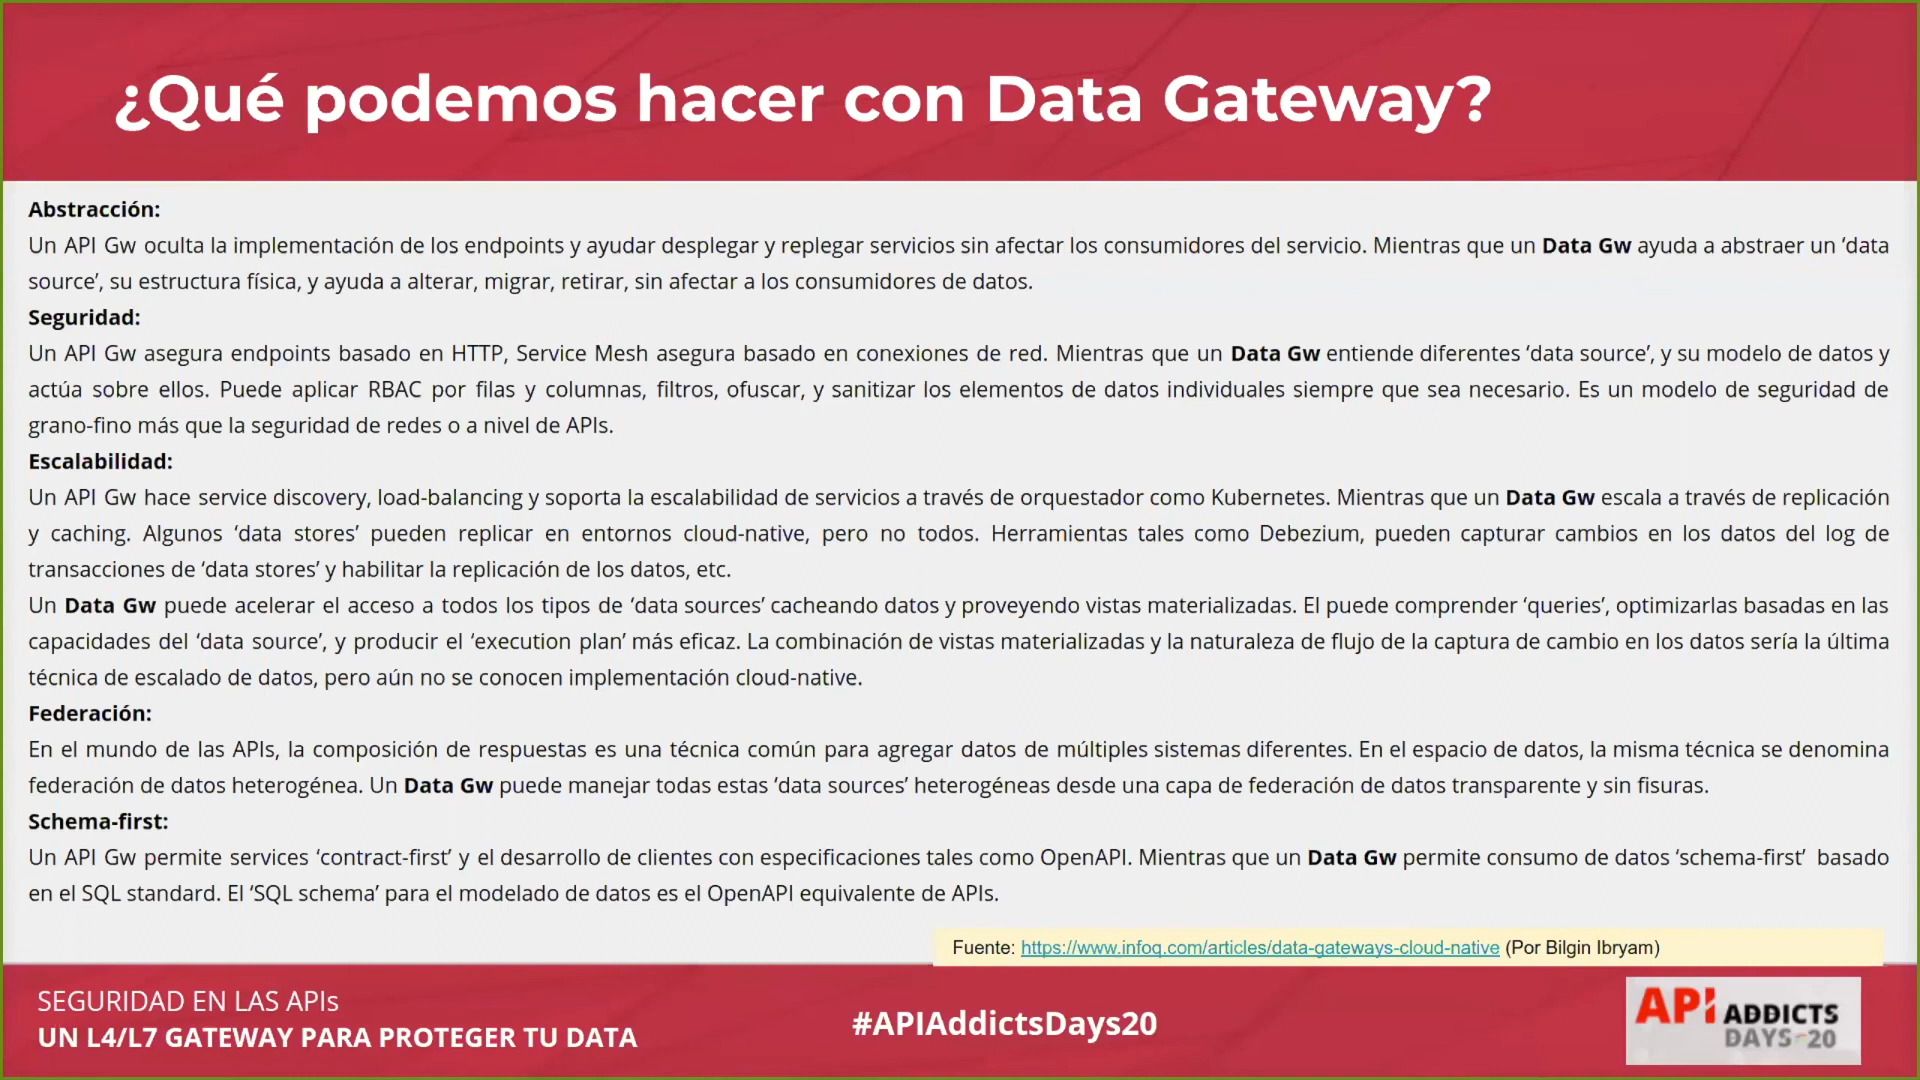 ¿Qué podemos hacer con Data Gateway?
Abstracción:
Un API Gw oculta la implementación de los endpoints y ayudar desplegar y replegar servicios sin afectar los consumidores del servicio. Mientras que un Data Gw ayuda a abstraer un ‘data
source’, su estructura física, y ayuda a alterar, migrar, retirar, sin afectar a los consumidores de datos.
Seguridad:
Un API Gw asegura endpoints basado en HTTP, Service Mesh asegura basado en conexiones de red. Mientras que un Data Gw entiende diferentes ‘data source’, y su modelo de datos y
actúa sobre ellos. Puede aplicar RBAC por filas y columnas, filtros, ofuscar, y sanitizar los elementos de datos individuales siempre que sea necesario. Es un modelo de seguridad de
grano-fino más que la seguridad de redes o a nivel de APIs.
Escalabilidad:
Un API Gw hace service discovery, load-balancing y soporta la escalabilidad de servicios a través de orquestador como Kubernetes. Mientras que un Data Gw escala a través de replicación
y caching. Algunos ‘data stores’ pueden replicar en entornos cloud-native, pero no todos. Herramientas tales como Debezium, pueden capturar cambios en los datos del log de
transacciones de ‘data stores’ y habilitar la replicación de los datos, etc.
Un Data Gw puede acelerar el acceso a todos los tipos de ‘data sources’ cacheando datos y proveyendo vistas materializadas. El puede comprender ‘queries’, optimizarlas basadas en las
capacidades del ‘data source’, y producir el ‘execution plan’ más eficaz. La combinación de vistas materializadas y la naturaleza de flujo de la captura de cambio en los datos sería la última
técnica de escalado de datos, pero aún no se conocen implementación cloud-native.
Federación:
En el mundo de las APIs, la composición de respuestas es una técnica común para agregar datos de múltiples sistemas diferentes. En el espacio de datos, la misma técnica se denomina
federación de datos heterogénea. Un Data Gw puede manejar todas estas ‘data sources’ heterogéneas desde una capa de federación de datos transparente y sin fisuras.
Schema-first:
Un API Gw permite services ‘contract-first’ y el desarrollo de clientes con especificaciones tales como OpenAPI. Mientras que un Data Gw permite consumo de datos ‘schema-first’ basado
en el SQL standard. El ‘SQL schema’ para el modelado de datos es el OpenAPI equivalente de APIs.
Fuente: https://www.infoq.com/articles/data-gateways-cloud-native (Por Bilgin Ibryam)
SEGURIDAD EN LAS APIs
UN L4/L7 GATEWAY PARA PROTEGER TU DATA
#APIAddictsDays20
API ADDICTS
DAYS 20